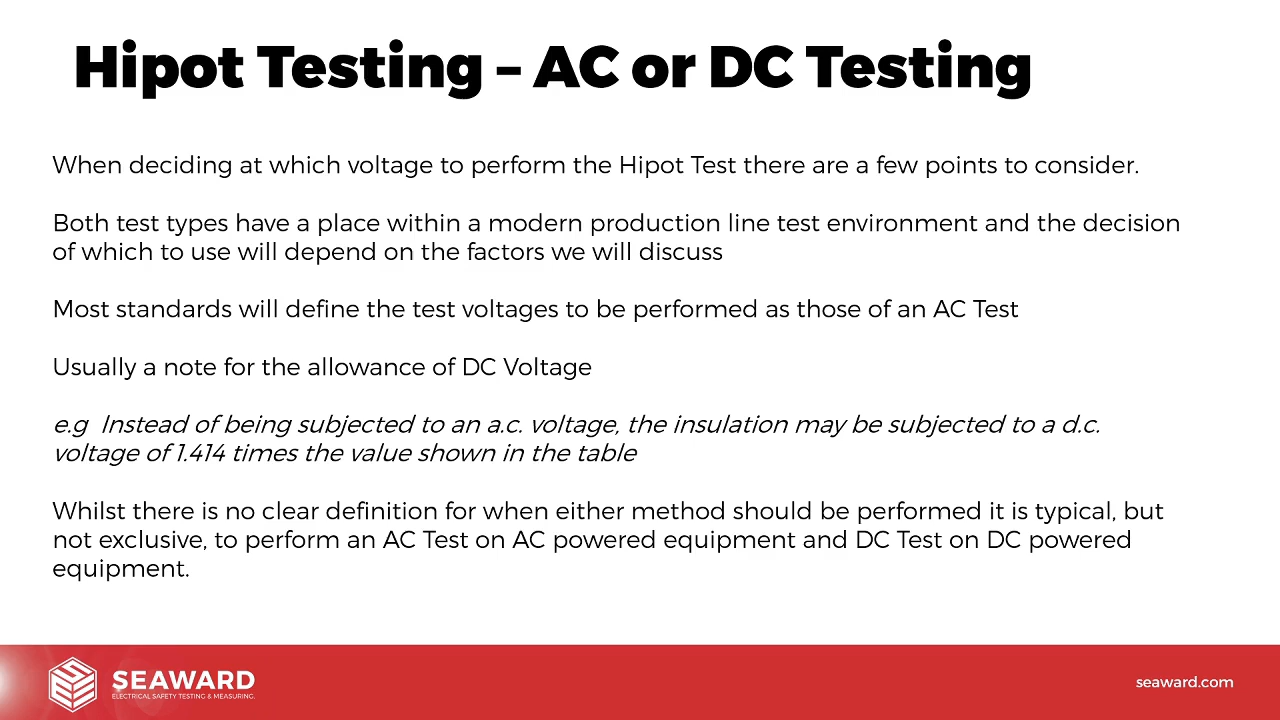 Hipot Testing – AC or DC Testing
When deciding at which voltage to perform the Hipot Test there are a few points to consider.
Both test types have a place within a modern production line test environment and the decision
of which to use will depend on the factors we will discuss
Most standards will define the test voltages to be performed as those of an AC Test
Usually a note for the allowance of DC Voltage
e.g  Instead of being subjected to an a.c. voltage, the insulation may be subjected to a d.c.
voltage of 1.414 times the value shown in the table
Whilst there is no clear definition for when either method should be performed it is typical, but
not exclusive, to perform an AC Test on AC powered equipment and DC Test on DC powered
equipment.
SEAWARD
ELECTRICAL SAFETY TESTING & MEASURING.
seaward.com